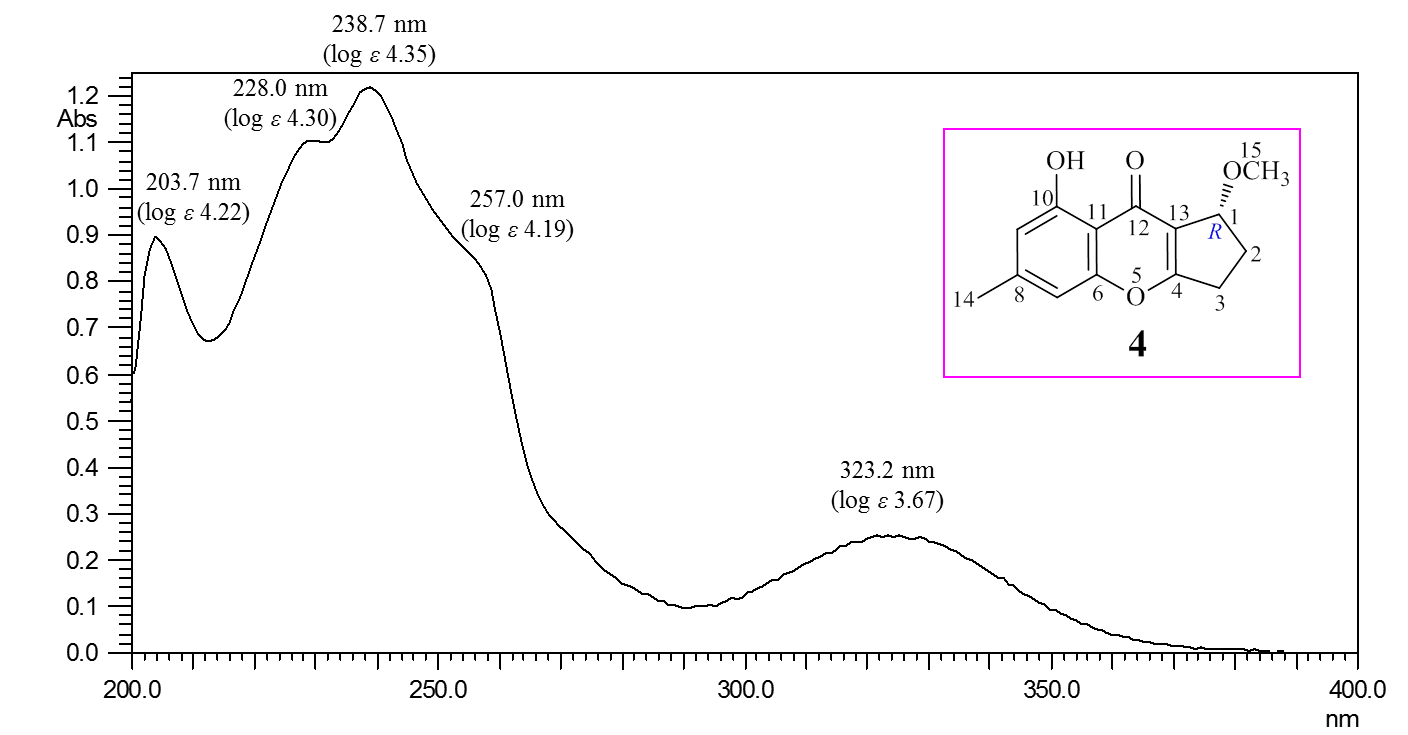 238.7 nm
(log ε 4.35)
228.0 nm
(log ε 4.30)
203.7 nm
(log ε 4.22)
257.0 nm
(log ε 4.19)
323.2 nm
(log ε 3.67)
Abs
1.2
1.1
1.0
0.9
0.8
0.7
0.6
0.5
0.4
0.3
0.2
0.1
0.0
200.0 250.0 300.0 350.0 400.0
nm
15
OH O OCH3
10 11 13 1
12 R
2
5
14 8 6 O 4 3
4